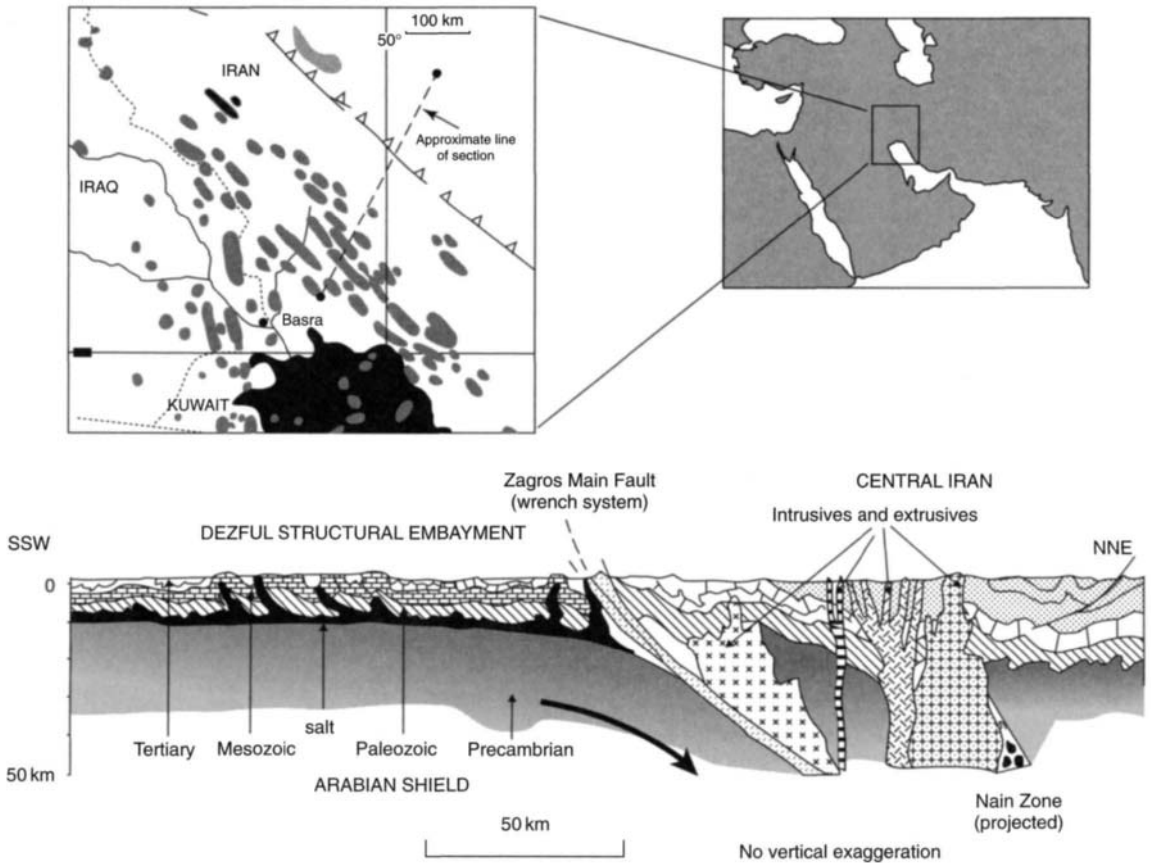 100 km
50°
IRAN
Approximate line
of section
IRAQ
Basra
KUWAIT
Zagros Main Fault
(wrench system)
CENTRAL IRAN
Intrusives and extrusives
DEZFUL STRUCTURAL EMBAYMENT
SSW
NNE
0
salt
Tertiary
Mesozoic
Paleozoic
Precambrian
50 km
ARABIAN SHIELD
Nain Zone
(projected)
50 km
No vertical exaggeration